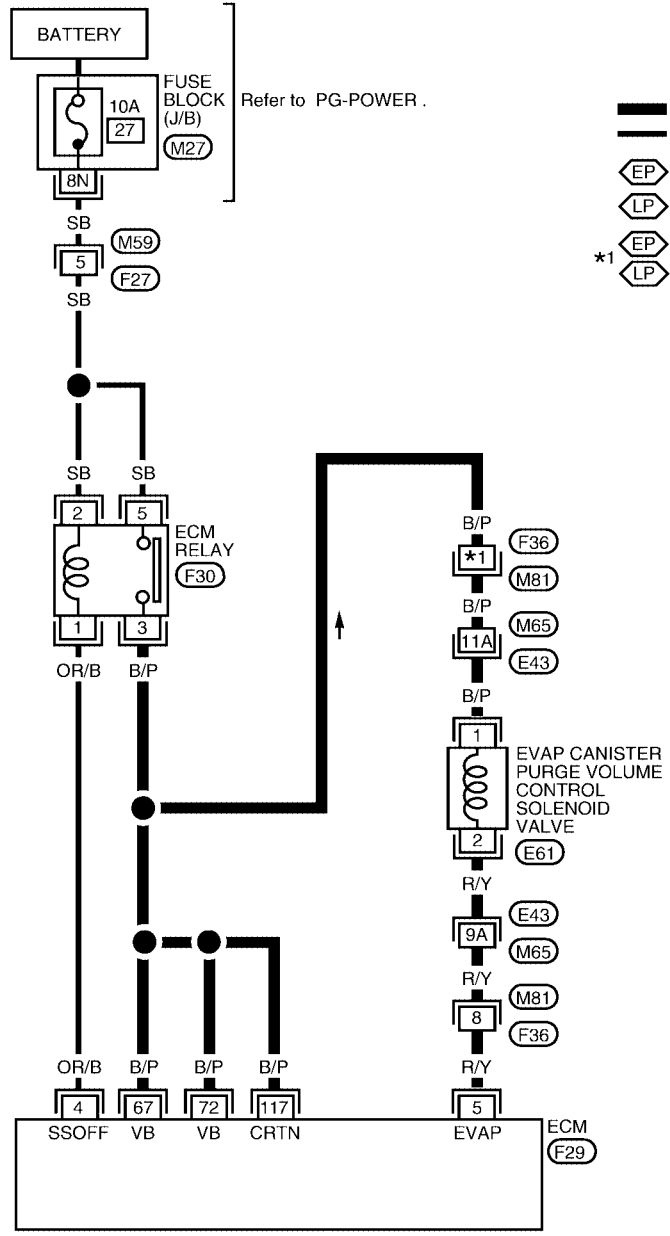 BATTERY
FUSE
BLOCK
(J/B)
Refer to PG-POWER .
10A
27
M27
8N
SB
M59
5
F27
SB
EP
LP
EP
*1
LP
SB
SB
2
5
ECM
RELAY
F30
1
3
OR/B
B/P
B/P
F36
*1
M81
B/P
M65
11A
E43
B/P
1
EVAP CANISTER
PURGE VOLUME
CONTROL
SOLENOID
VALVE
2
E61
R/Y
E43
9A
M65
R/Y
M81
8
F36
OR/B
B/P
B/P
B/P
R/Y
4
67
72
117
5
SSOFF
VB
VB
CRTN
EVAP
ECM
F29